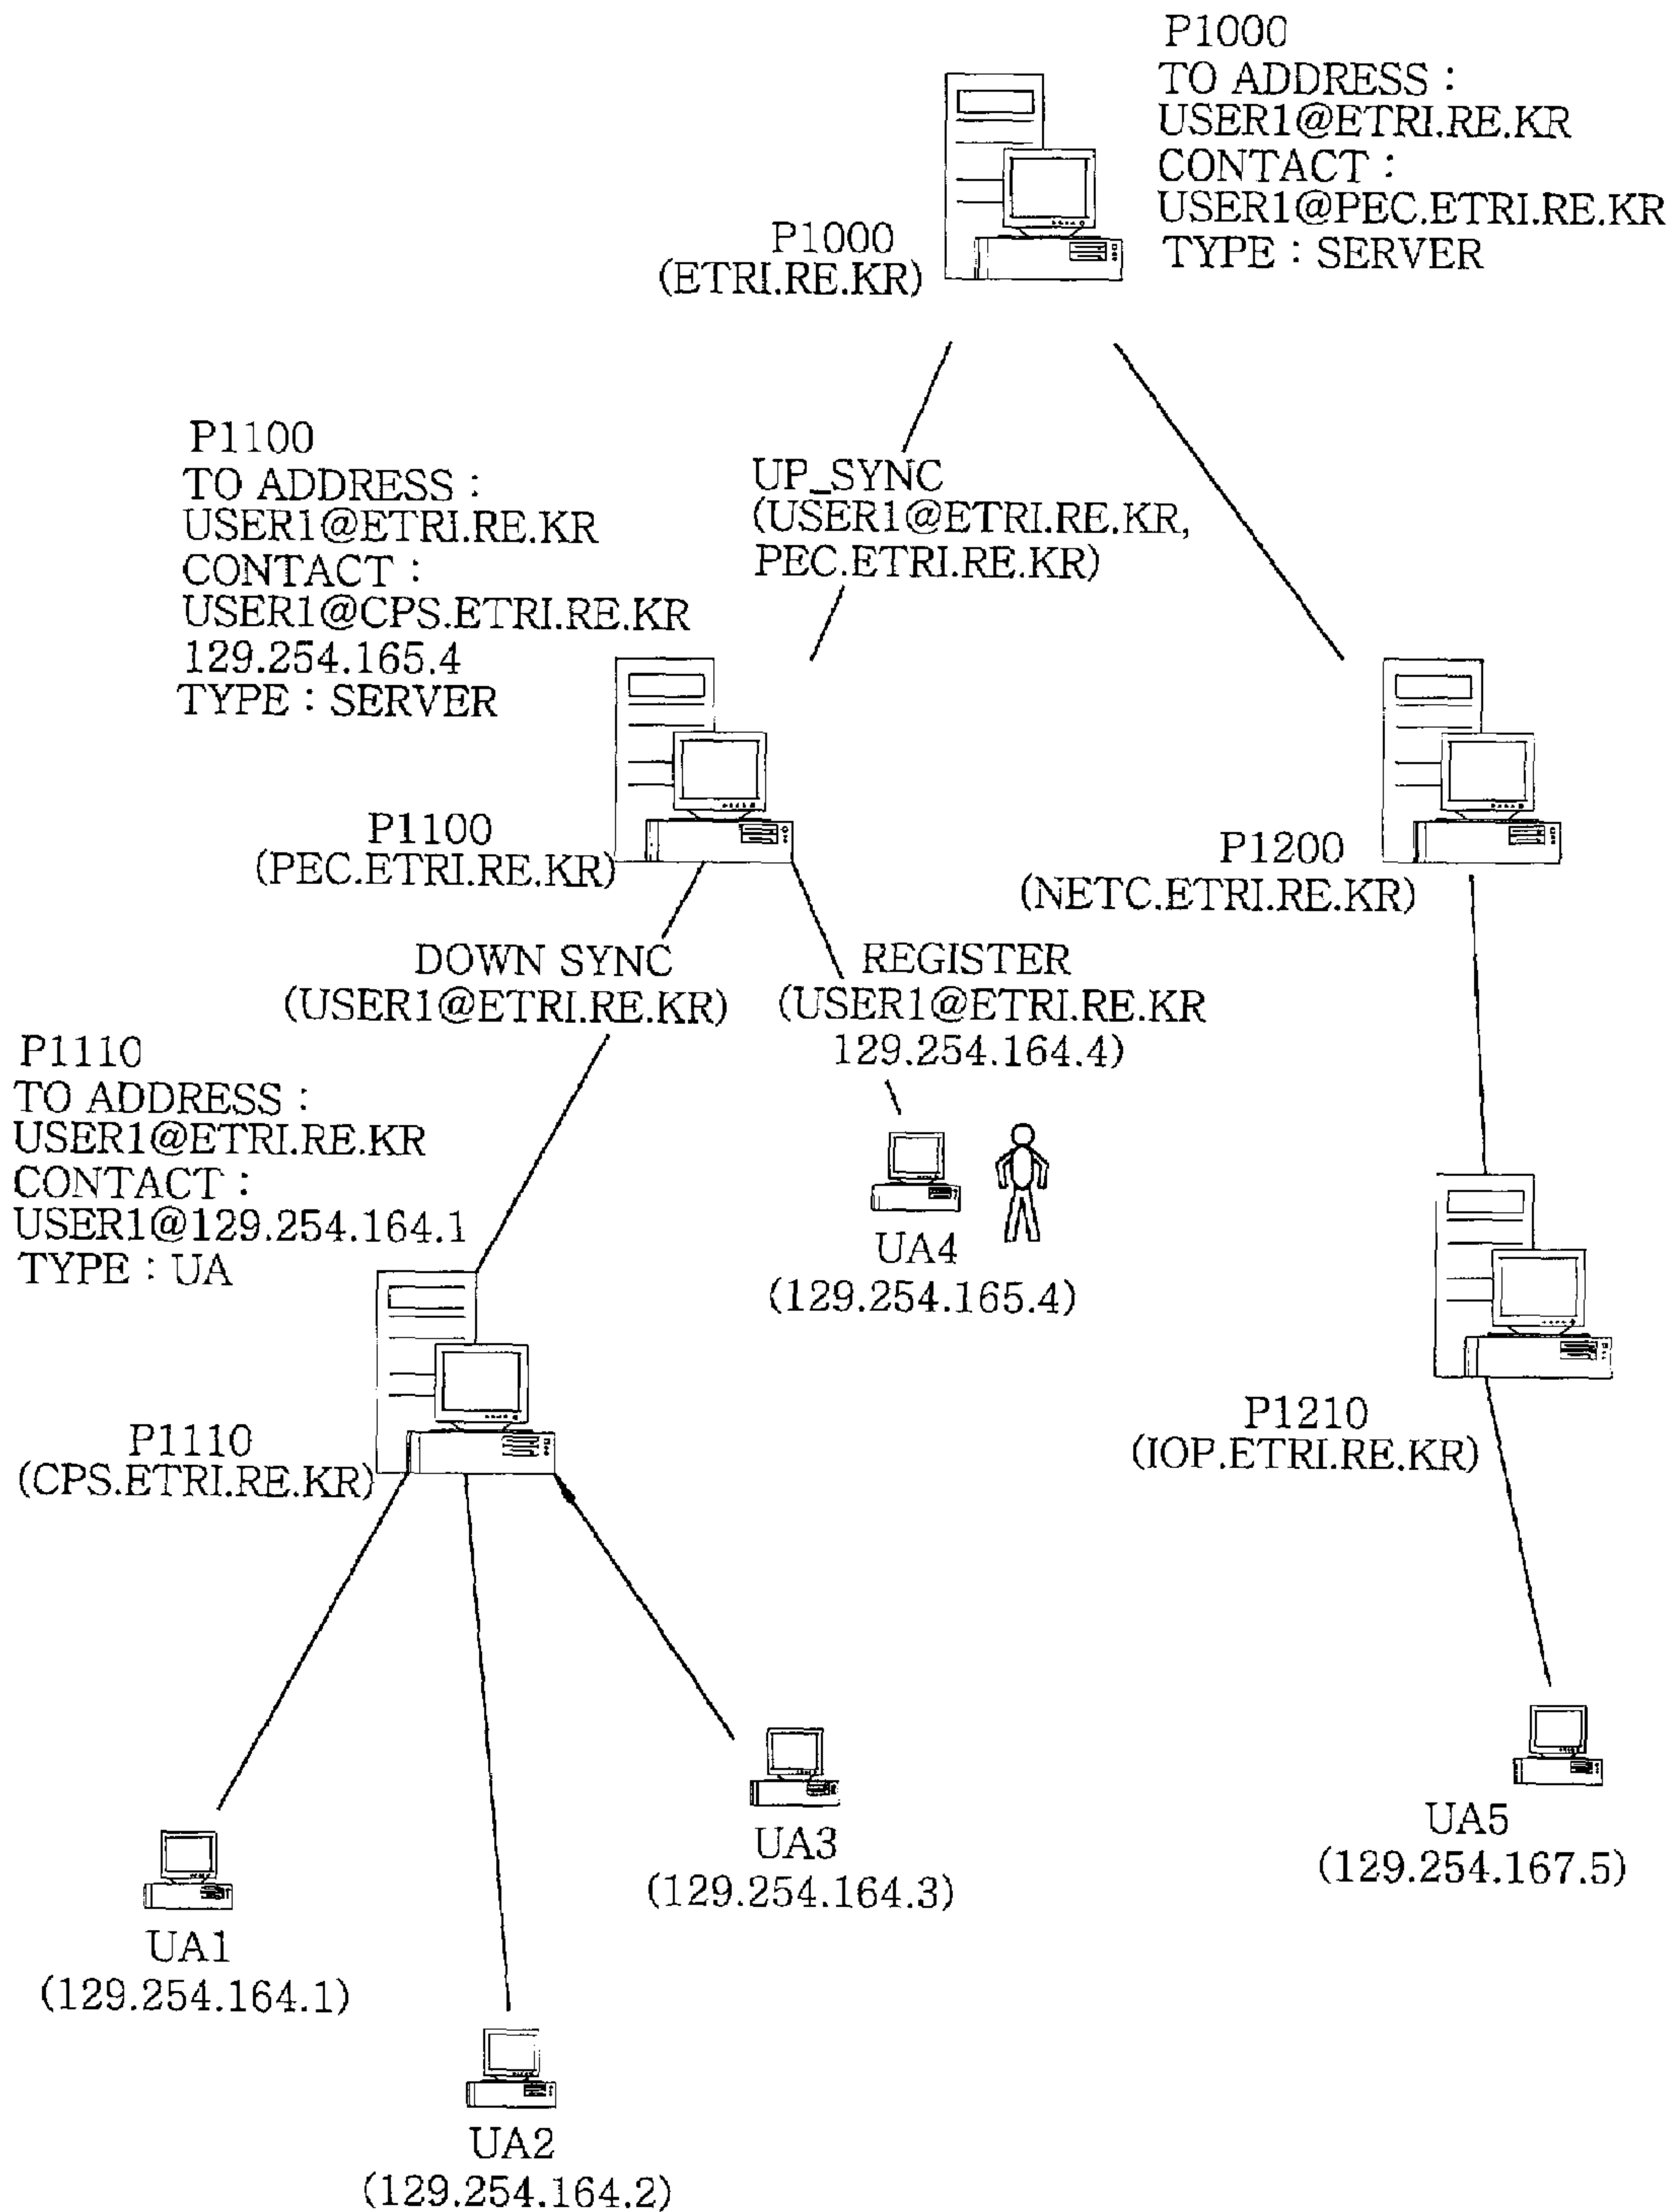 P1000
TO ADDRESS :
USER1@ETRI.RE.KR
CONTACT :
USER1@PEC.ETRI.RE.KR
TYPE : SERVER
P1000
(ETRI.RE.KR)
P1100
TO ADDRESS :
USER1@ETRI.RE.KR
CONTACT :
USER1@CPS.ETRI.RE.KR
129.254.165.4
TYPE : SERVER
UP_SYNC
(USER1@ETRI.RE.KR,
PEC.ETRI.RE.KR)
P1100
(PEC.ETRI.RE.KR)
P1200
(NETC.ETRI.RE.KR)
DOWN SYNC
(USER1@ETRI.RE.KR)
REGISTER
(USER1@ETRI.RE.KR
129.254.164.4)
P1110
TO ADDRESS :
USER1@ETRI.RE.KR
CONTACT :
USER1@129.254.164.1
TYPE : UA
UA4
(129.254.165.4)
P1110
(CPS.ETRI.RE.KR)
P1210
(IOP.ETRI.RE.KR)
UA3
(129.254.164.3)
UA5
(129.254.167.5)
UA1
(129.254.164.1)
UA2
(129.254.164.2)